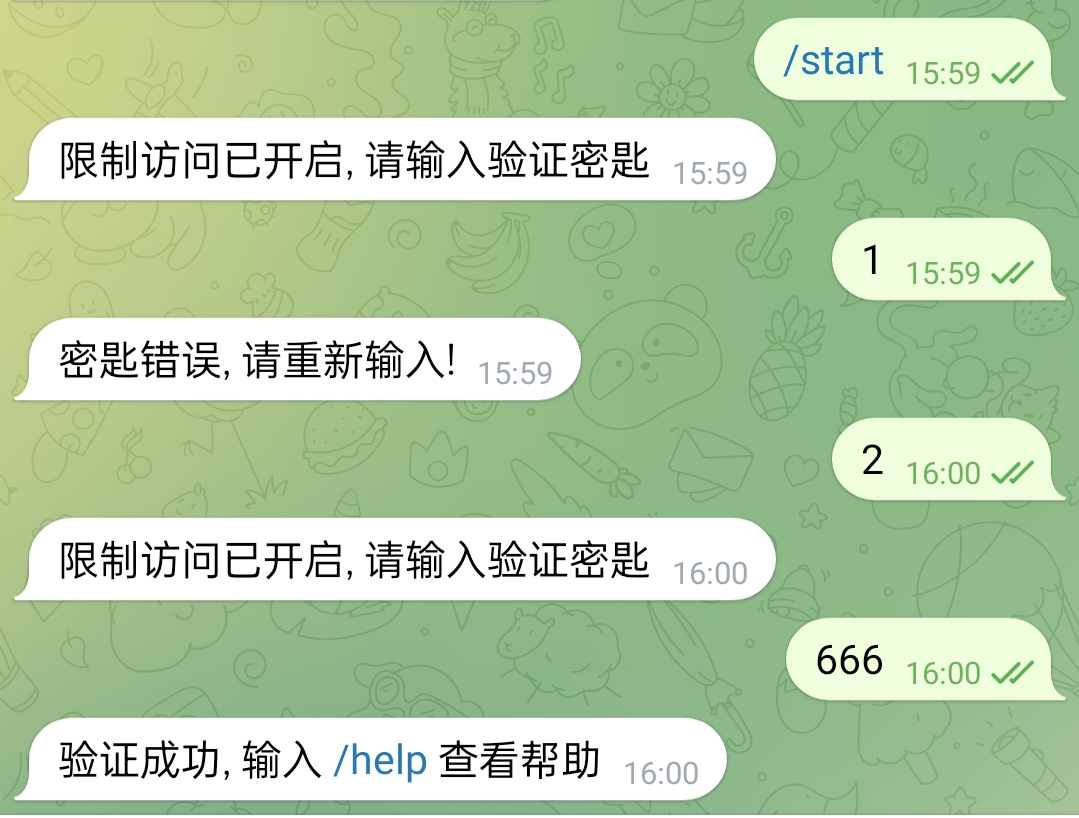 /start 15:59
限制访问已开启, 请输入验证密匙 15:59
1 15:59
密匙错误, 请重新输入! 15:59
2 16:00
限制访问已开启, 请输入验证密匙 16:00
666 16:00
验证成功, 输入 /help 查看帮助 16:00